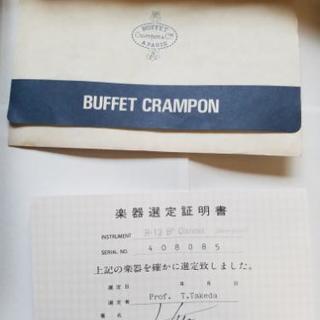 BUFFET
CRAMPON & Cie
A PARIS
BUFFET CRAMPON
楽器選定証明書
INSTRUMENT R-13 B♭ Clarinet
SERIAL NO. 408085
上記の楽器を確かに選定致しました。
選定日 年 月 日
選定者 Prof. T.Takeda
署名